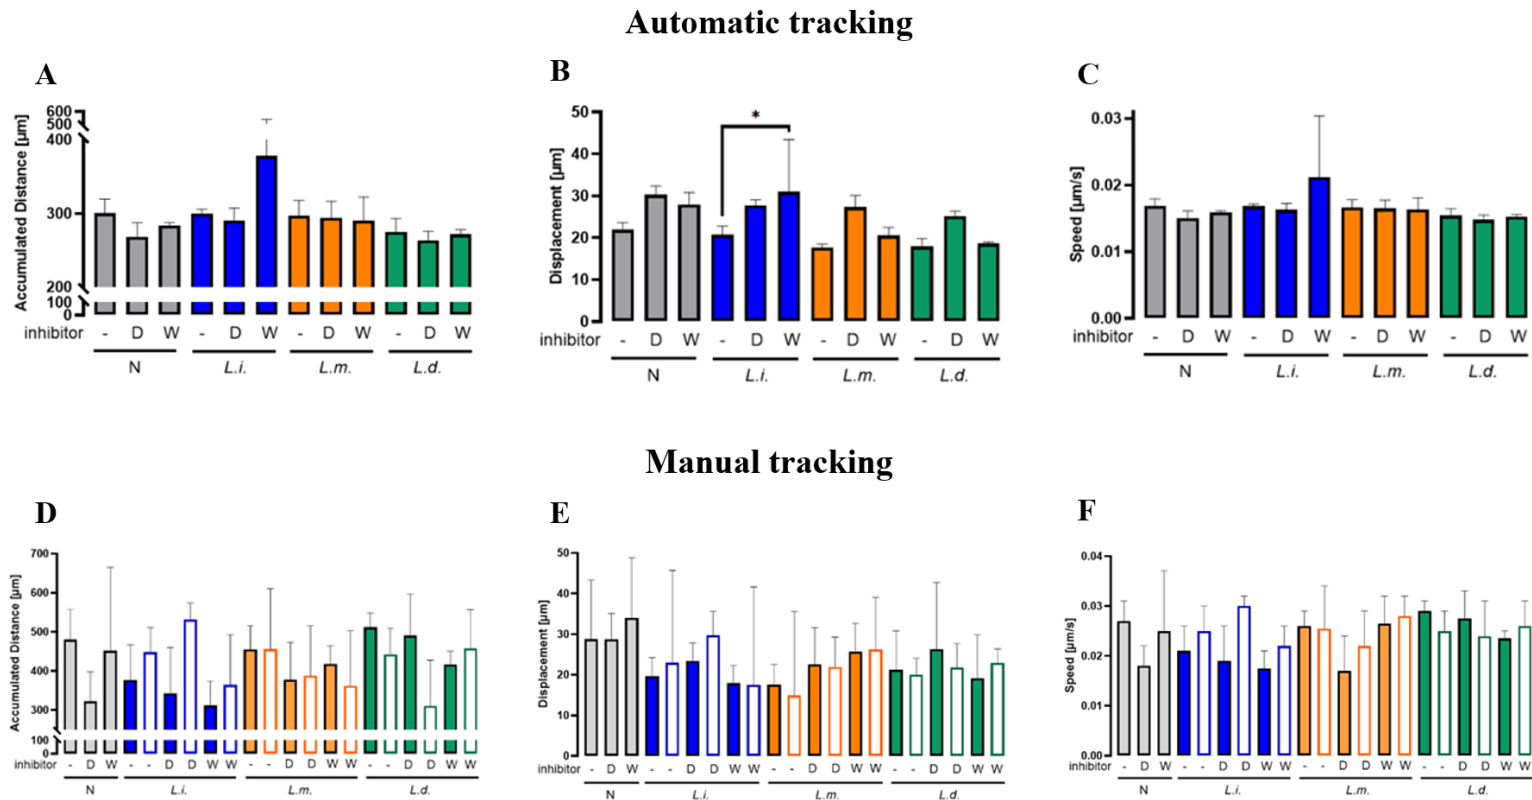 Automatic tracking
A
B
C
Accumulated Distance [µm]
600
500
400
300
200
100
0
inhibitor - D W - D W - D W - D W
N L.i. L.m. L.d.
Displacement [µm]
50
40
30
20
10
0
*
inhibitor - D W - D W - D W - D W
N L.i. L.m. L.d.
Speed [µm/s]
0.03
0.02
0.01
0.00
inhibitor - D W - D W - D W - D W
N L.i. L.m. L.d.
Manual tracking
D
E
F
Accumulated Distance [µm]
700
600
500
400
300
100
0
inhibitor - D W - - D D W W - - D D W W - - D D W W
N L.i. L.m. L.d.
Displacement [µm]
50
40
30
20
10
0
inhibitor - D W - - D D W W - - D D W W - - D D W W
N L.i. L.m. L.d.
Speed [µm/s]
0.04
0.03
0.02
0.01
0.00
inhibitor - D W - - D D W W - - D D W W - - D D W W
N L.i. L.m. L.d.